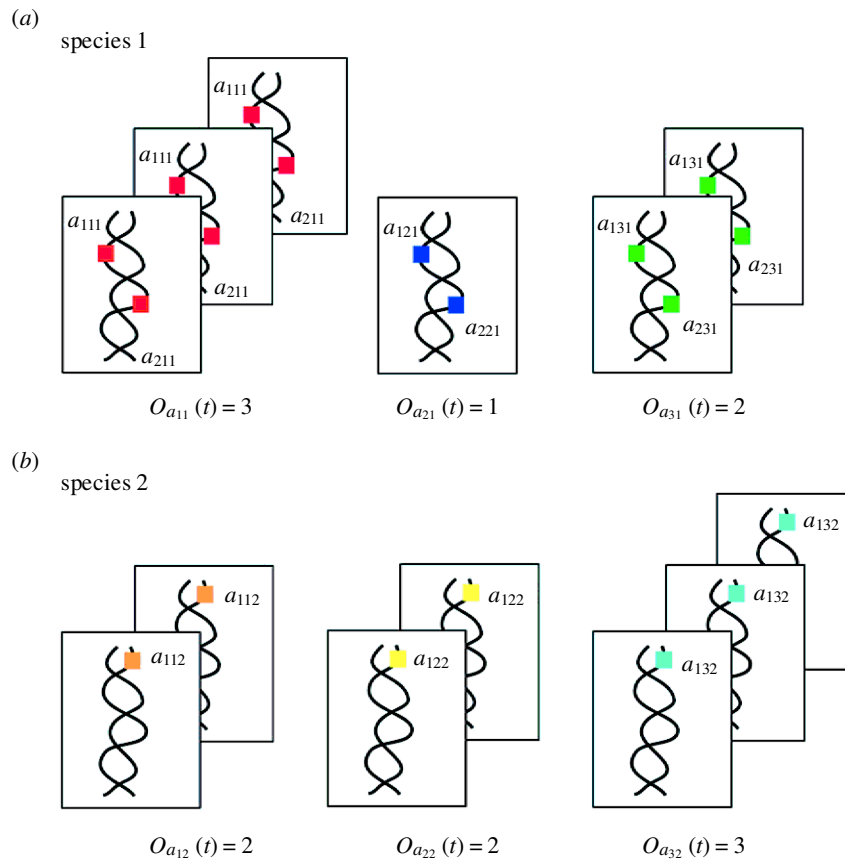 (a)
species 1
a111
a111
a111
a211
a211
a211
a121
a221
a131
a131
a231
a231
Oa11 (t) = 3
Oa21 (t) = 1
Oa31 (t) = 2
(b)
species 2
a112
a112
a122
a122
a132
a132
a132
Oa12 (t) = 2
Oa22 (t) = 2
Oa32 (t) = 3